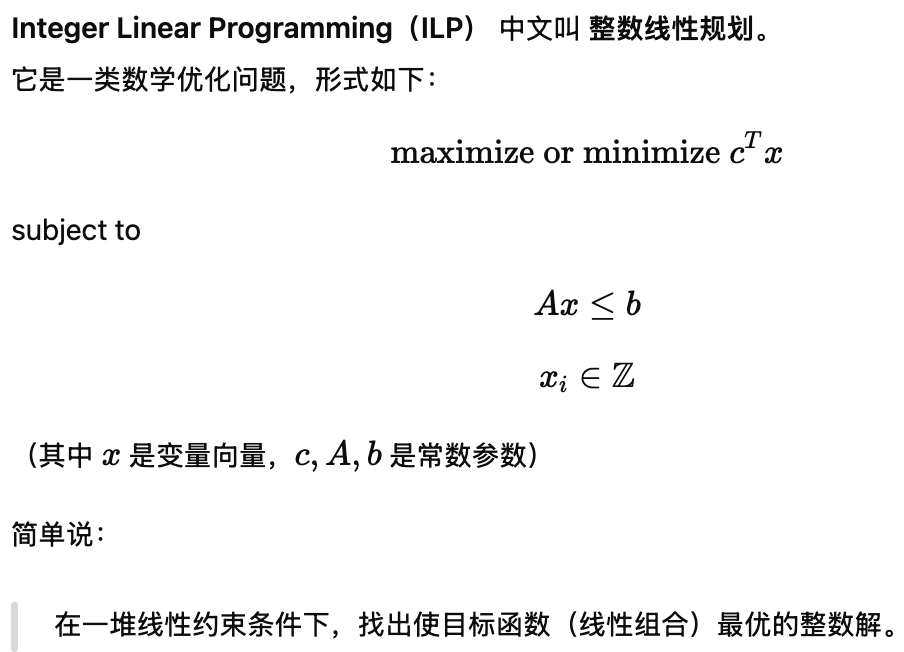 Integer Linear Programming（ILP） 中文叫 整数线性规划。
它是一类数学优化问题，形式如下：
maximize or minimize c^T x
subject to
Ax ≤ b
x_i ∈ ℤ
（其中 x 是变量向量，c, A, b 是常数参数）
简单说：
在一堆线性约束条件下，找出使目标函数（线性组合）最优的整数解。